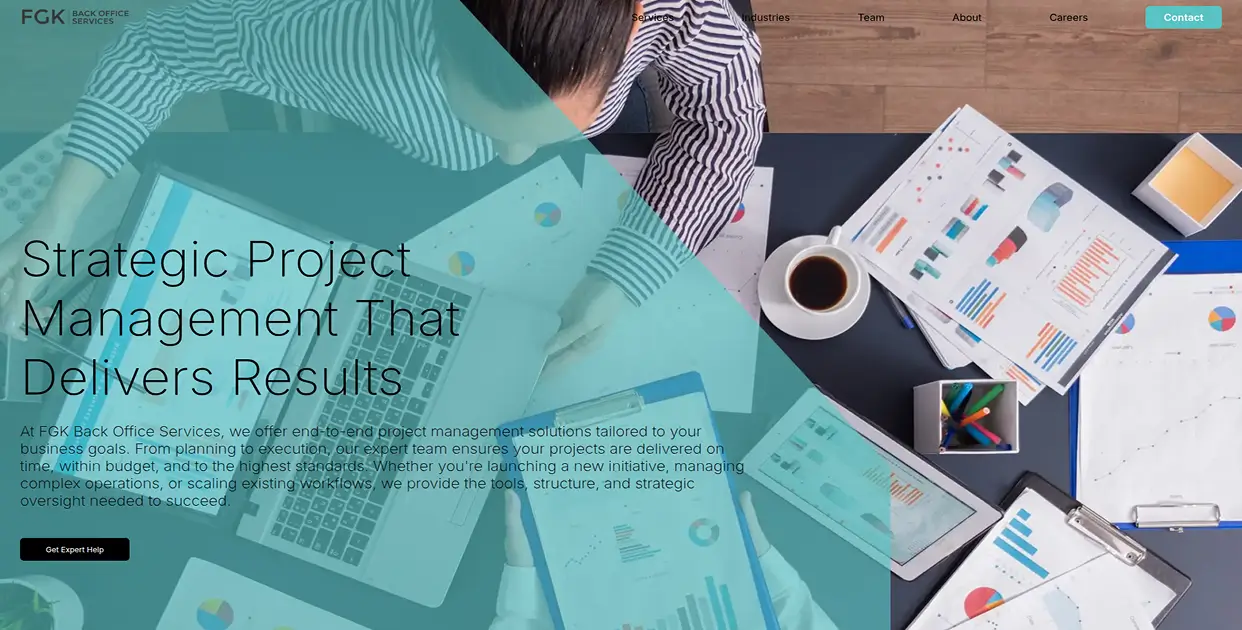 FGK BACK OFFICE
SERVICES
Services Industries Team About Careers Contact
Strategic Project
Management That
Delivers Results
At FGK Back Office Services, we offer end-to-end project management solutions tailored to your
business goals. From planning to execution, our expert team ensures your projects are delivered on
time, within budget, and to the highest standards. Whether you're launching a new initiative, managing
complex operations, or scaling existing workflows, we provide the tools, structure, and strategic
oversight needed to succeed.
Get Expert Help